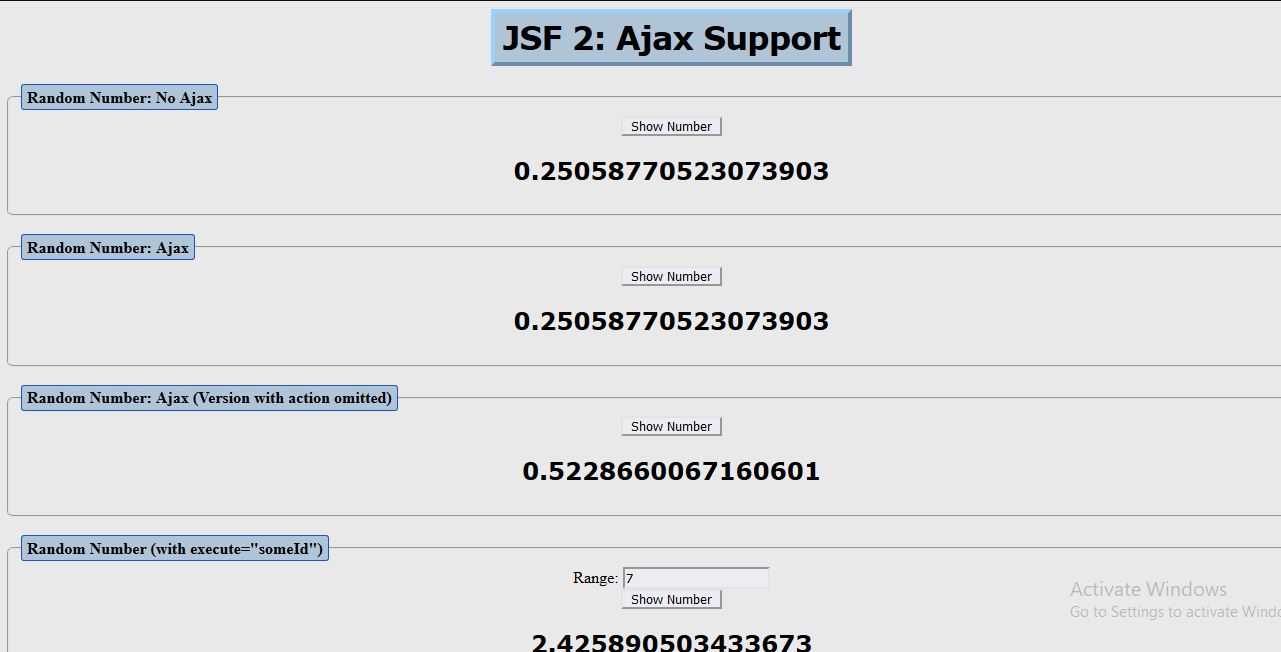 JSF 2: Ajax Support
Random Number: No Ajax
Show Number
0.25058770523073903
Random Number: Ajax
Show Number
0.25058770523073903
Random Number: Ajax (Version with action omitted)
Show Number
0.5228660067160601
Random Number (with execute="someId")
Range: 7
Show Number
2.425890503433673
Activate Windows
Go to Settings to activate Windo